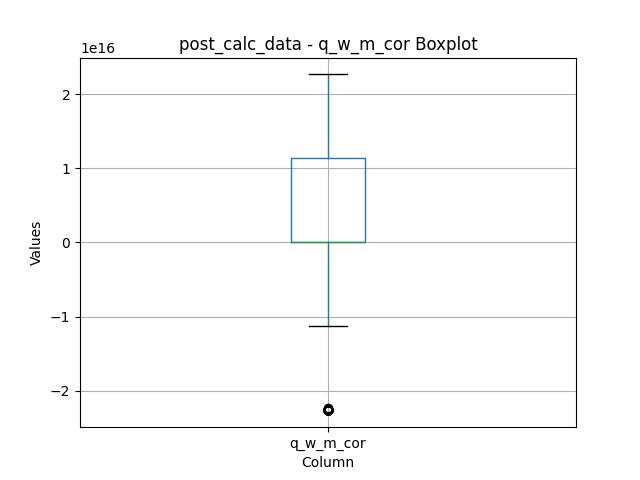 post_calc_data - q_w_m_cor Boxplot
1e16
2
1
0
−1
−2
Values
q_w_m_cor
Column